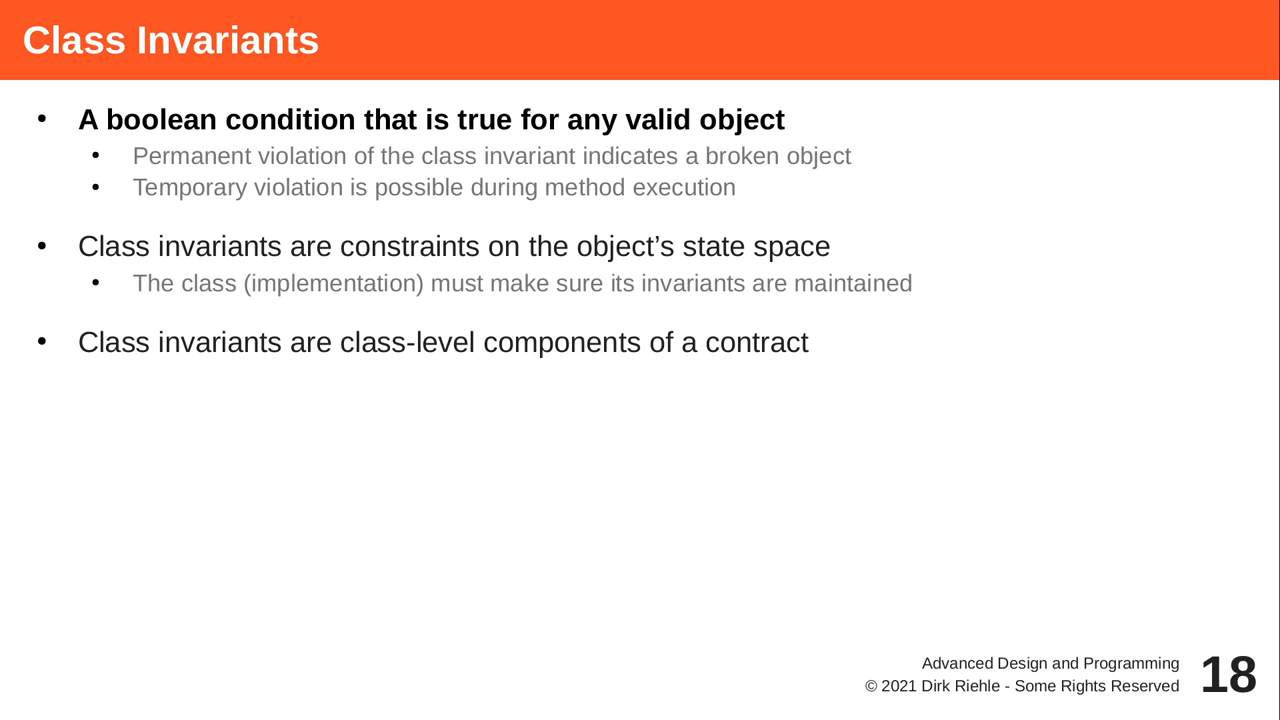 Class Invariants
• A boolean condition that is true for any valid object
• Permanent violation of the class invariant indicates a broken object
• Temporary violation is possible during method execution
• Class invariants are constraints on the object’s state space
• The class (implementation) must make sure its invariants are maintained
• Class invariants are class-level components of a contract
Advanced Design and Programming
© 2021 Dirk Riehle - Some Rights Reserved
18